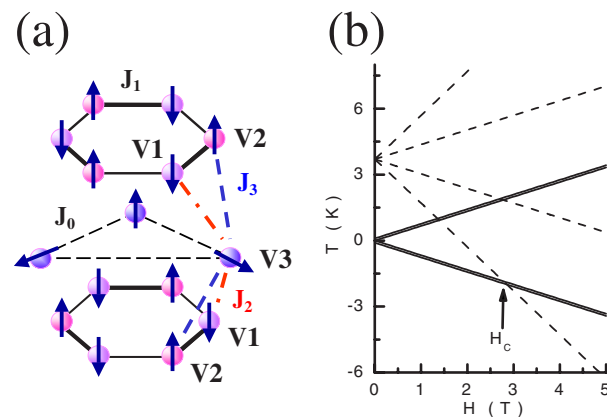 (a)
J₁
V1
V2
J₃
J₀
V3
J₂
V1
V2
(b)
T (K)
6
3
0
-3
-6
H_C
0 1 2 3 4 5
H (T)